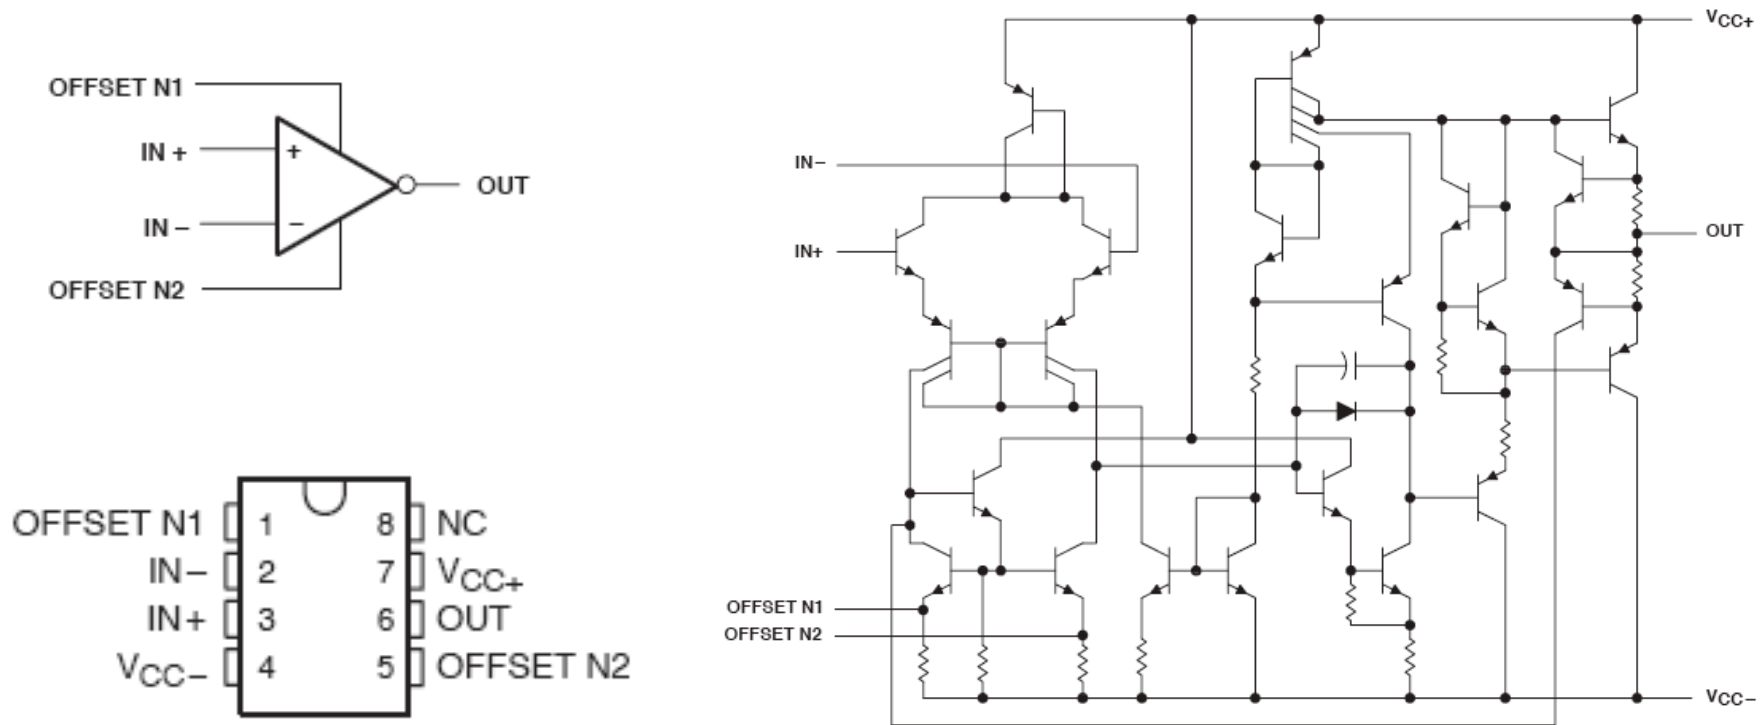 OFFSET N1
IN +
+
OUT
IN -
−
OFFSET N2
OFFSET N1 1 8 NC
IN− 2 7 VCC+
IN+ 3 6 OUT
VCC− 4 5 OFFSET N2
VCC+
IN−
OUT
IN+
OFFSET N1
OFFSET N2
VCC−